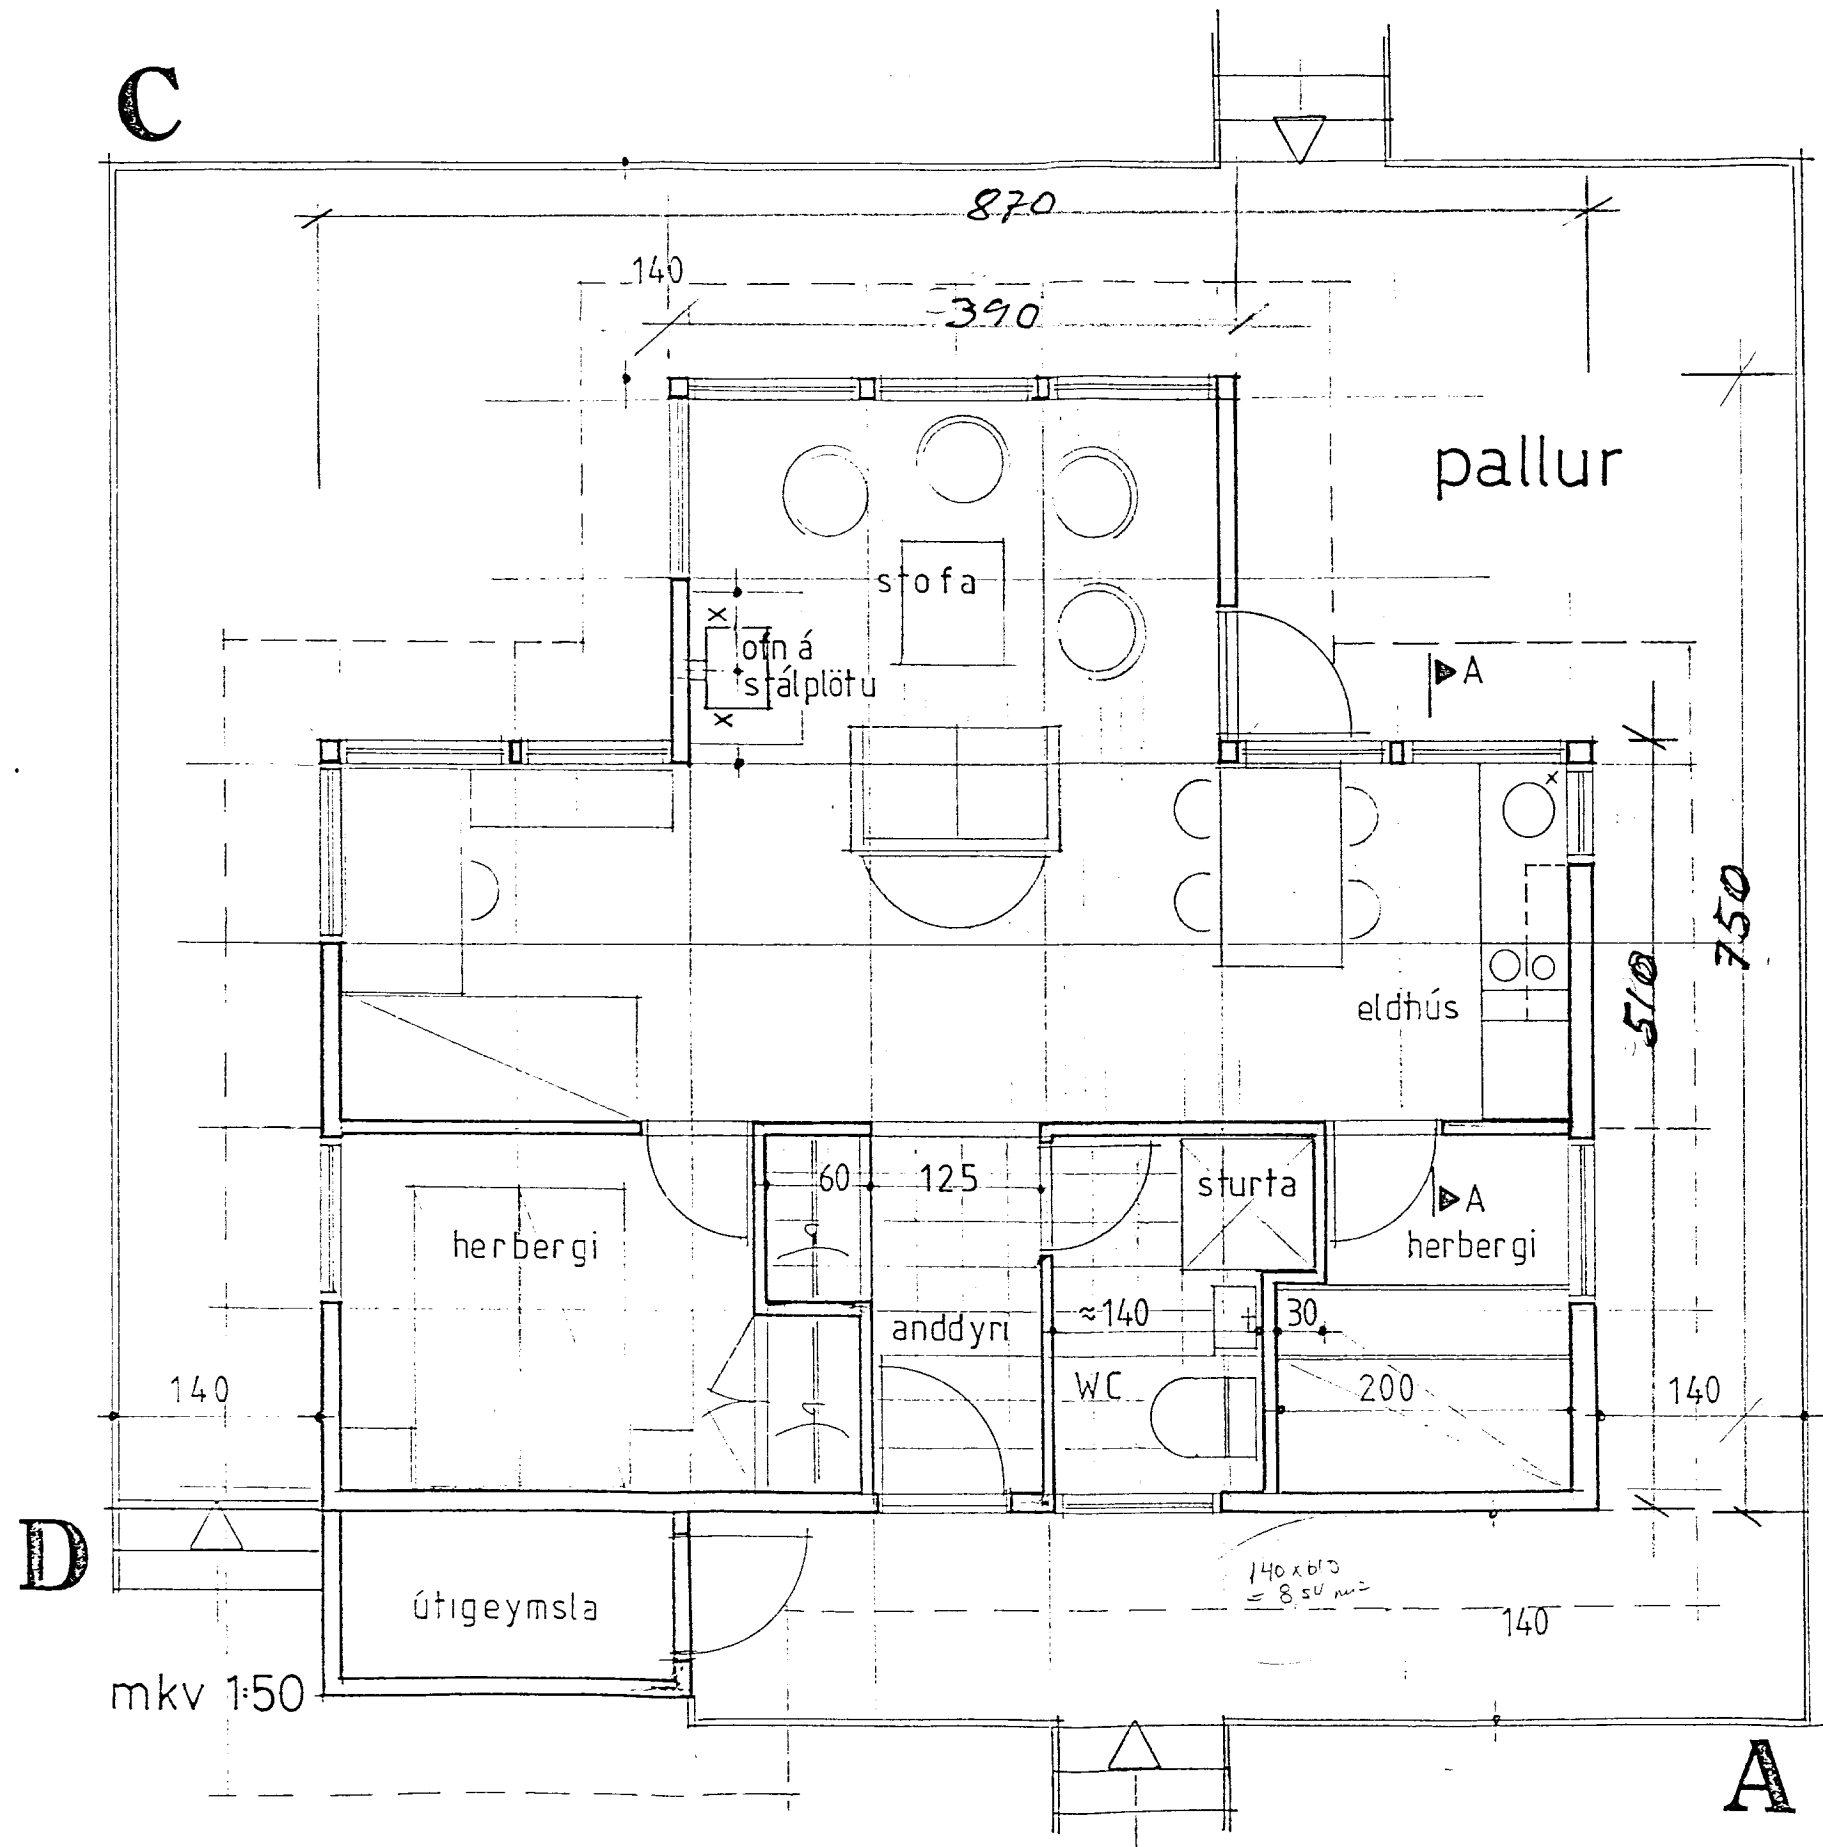 C
870
140
390
pallur
stofa
ofn á
stálplötu
A
750
510
eldhús
60
125
sturta
A
herbergi
herbergi
anddyri
≈140
30
140
WC
200
140
D
útigeymsla
140
mkv 1:50
A